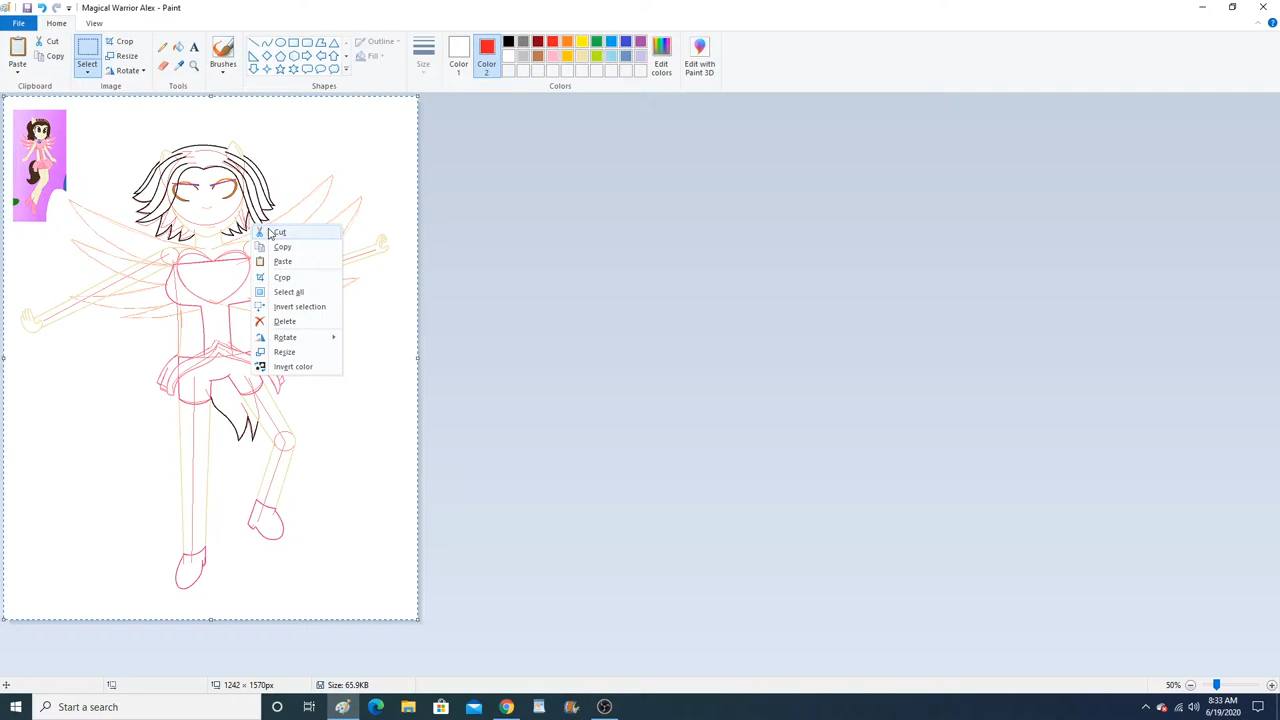 Magical Warrior Alex - Paint
File
Home
View
Paste
Cut
Copy
Clipboard
Select
Crop
Resize
Rotate
Image
A
Tools
Brushes
Shapes
Outline
Fill
Size
Color 1
Color 2
Edit colors
Colors
Edit with Paint 3D
Cut
Copy
Paste
Crop
Select all
Invert selection
Delete
Rotate
Resize
Invert color
1242 × 1570px
Size: 65.9KB
50%
Start a search
8:33 AM
6/19/2020